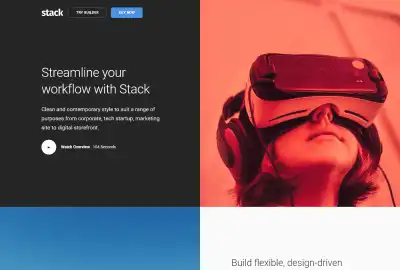 stack
TRY BUILDER
BUY NOW
Streamline your
workflow with Stack
Clean and contemporary style to suit a range of
purposes from corporate, tech startup, marketing
site to digital storefront.
Watch Overview
Seconds
Build flexible, design-driven